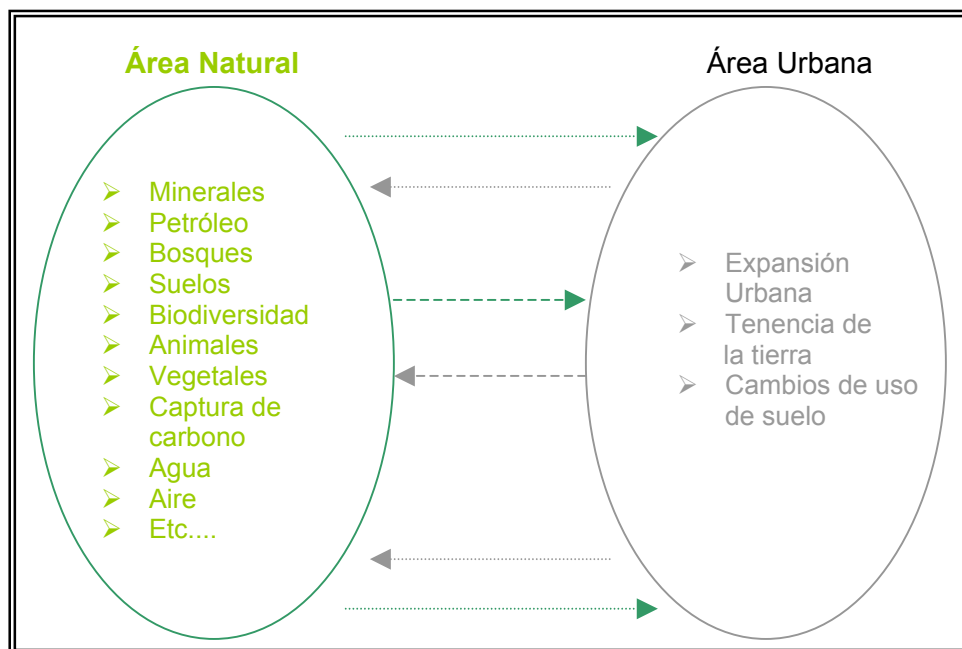 Área Natural
➢ Minerales
➢ Petróleo
➢ Bosques
➢ Suelos
➢ Biodiversidad
➢ Animales
➢ Vegetales
➢ Captura de
carbono
➢ Agua
➢ Aire
➢ Etc....
Área Urbana
➢ Expansión
Urbana
➢ Tenencia de
la tierra
➢ Cambios de uso
de suelo